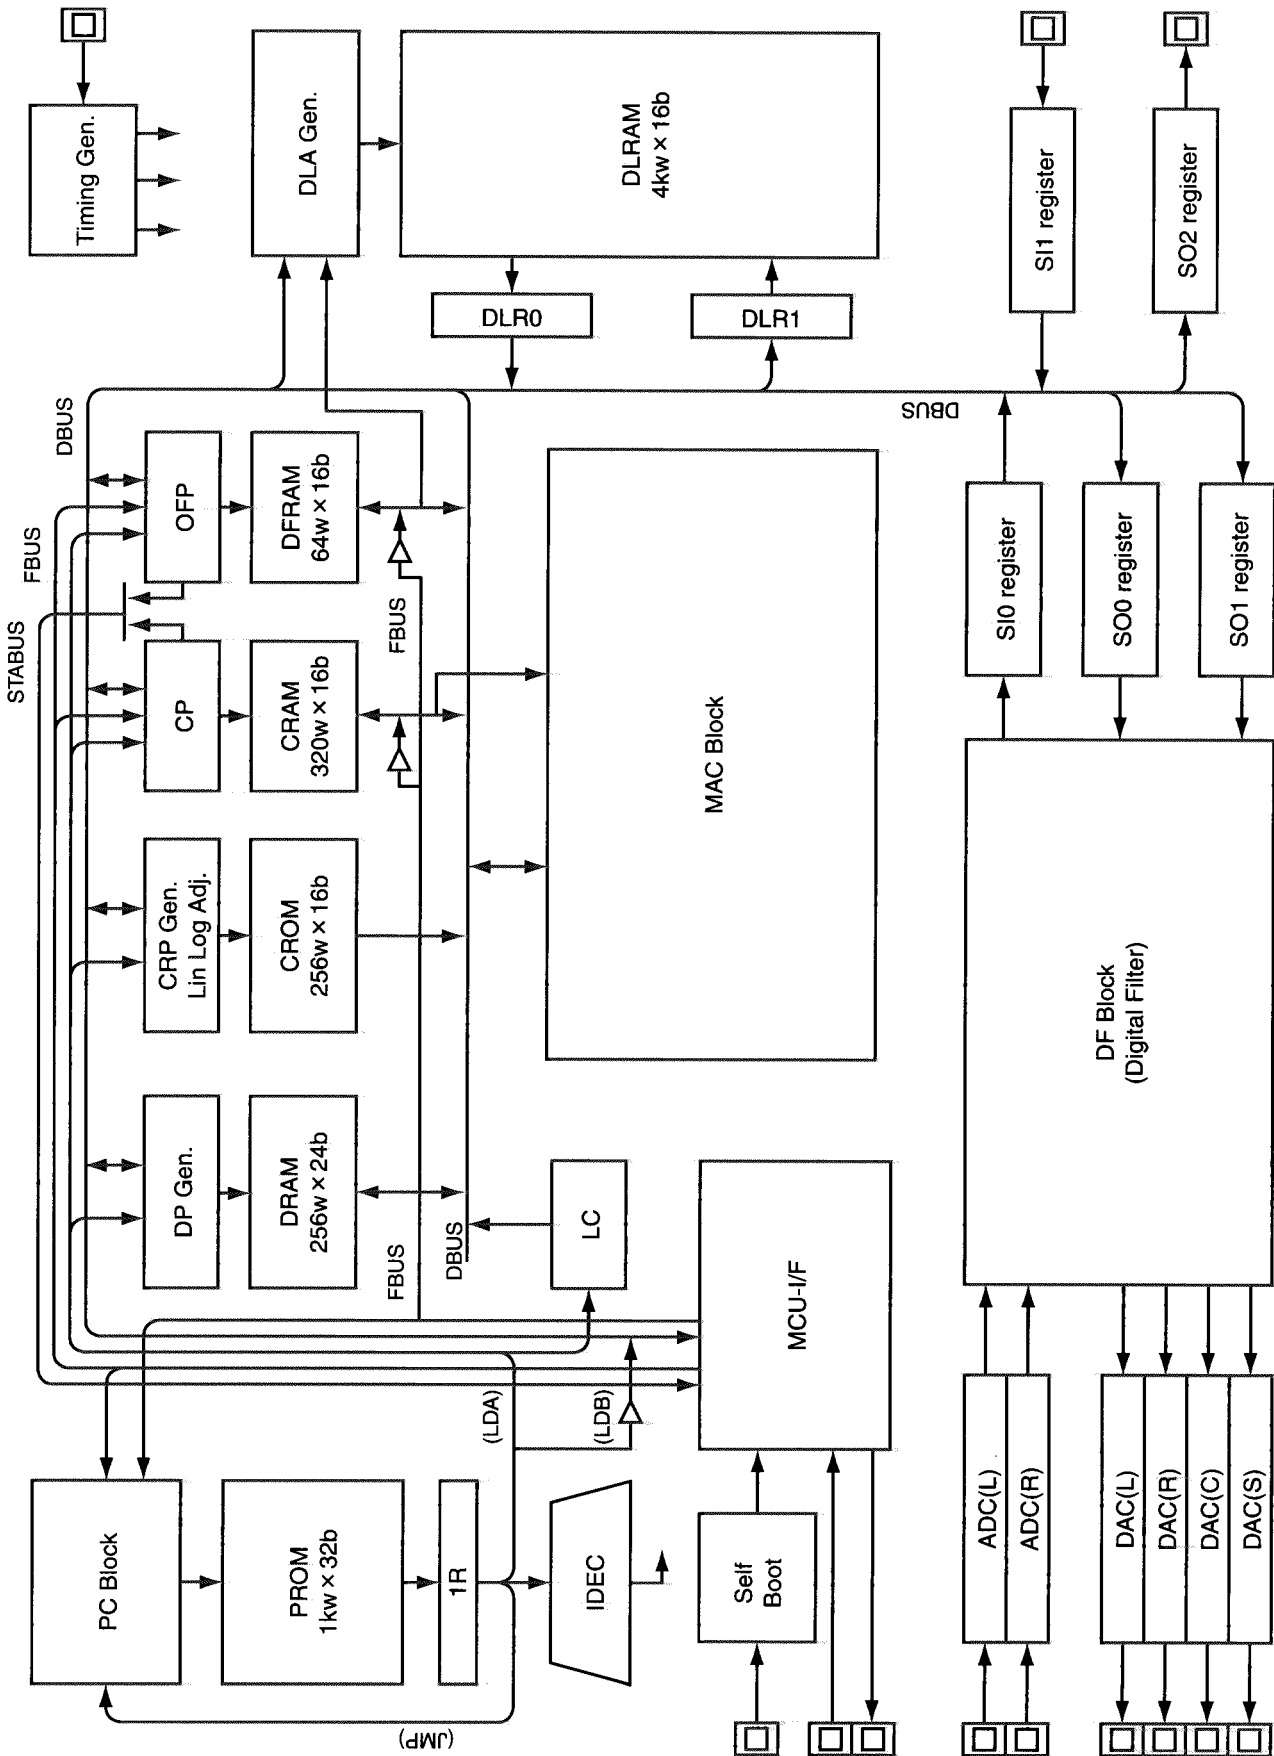 Timing Gen.
DLA Gen.
DLRAM
4kw×16b
DLR0
DLR1
SI1 register
SO2 register
STABUS
FBUS
DBUS
OFP
DFRAM
64w×16b
CP
CRAM
320w×16b
FBUS
CRP Gen.
Lin Log Adj.
CROM
256w×16b
DP Gen.
DRAM
256w×24b
FBUS
DBUS
DBUS
MAC Block
LC
SI0 register
SO0 register
SO1 register
DF Block
(Digital Filter)
MCU-I/F
(LDA)
(LDB)
PC Block
PROM
1kw×32b
1R
IDEC
(JMP)
Self
Boot
ADC(L)
ADC(R)
DAC(L)
DAC(R)
DAC(C)
DAC(S)